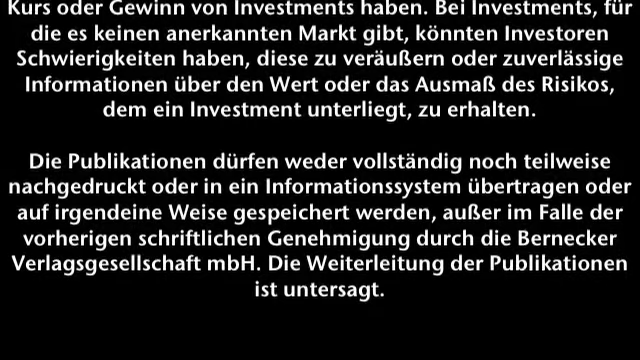 Kurs oder Gewinn von Investments haben. Bei Investments, für
die es keinen anerkannten Markt gibt, könnten Investoren
Schwierigkeiten haben, diese zu veräußern oder zuverlässige
Informationen über den Wert oder das Ausmaß des Risikos,
dem ein Investment unterliegt, zu erhalten.
Die Publikationen dürfen weder vollständig noch teilweise
nachgedruckt oder in ein Informationssystem übertragen oder
auf irgendeine Weise gespeichert werden, außer im Falle der
vorherigen schriftlichen Genehmigung durch die Bernecker
Verlagsgesellschaft mbH. Die Weiterleitung der Publikationen
ist untersagt.